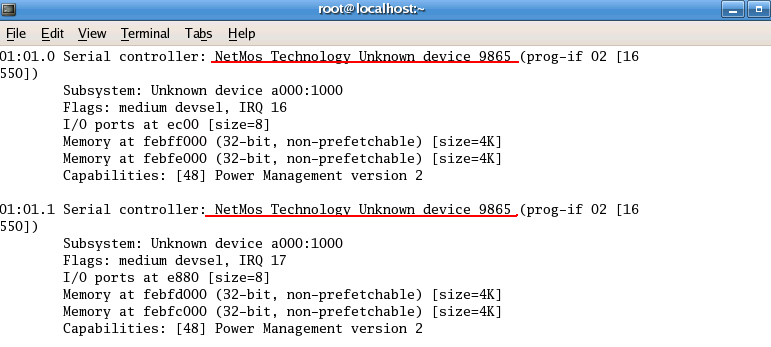 root@localhost:~
File Edit View Terminal Tabs Help
01:01.0 Serial controller: NetMos Technology Unknown device 9865 (prog-if 02 [16
550])
Subsystem: Unknown device a000:1000
Flags: medium devsel, IRQ 16
I/O ports at ec00 [size=8]
Memory at febff000 (32-bit, non-prefetchable) [size=4K]
Memory at febfe000 (32-bit, non-prefetchable) [size=4K]
Capabilities: [48] Power Management version 2
01:01.1 Serial controller: NetMos Technology Unknown device 9865 (prog-if 02 [16
550])
Subsystem: Unknown device a000:1000
Flags: medium devsel, IRQ 17
I/O ports at e880 [size=8]
Memory at febfd000 (32-bit, non-prefetchable) [size=4K]
Memory at febfc000 (32-bit, non-prefetchable) [size=4K]
Capabilities: [48] Power Management version 2